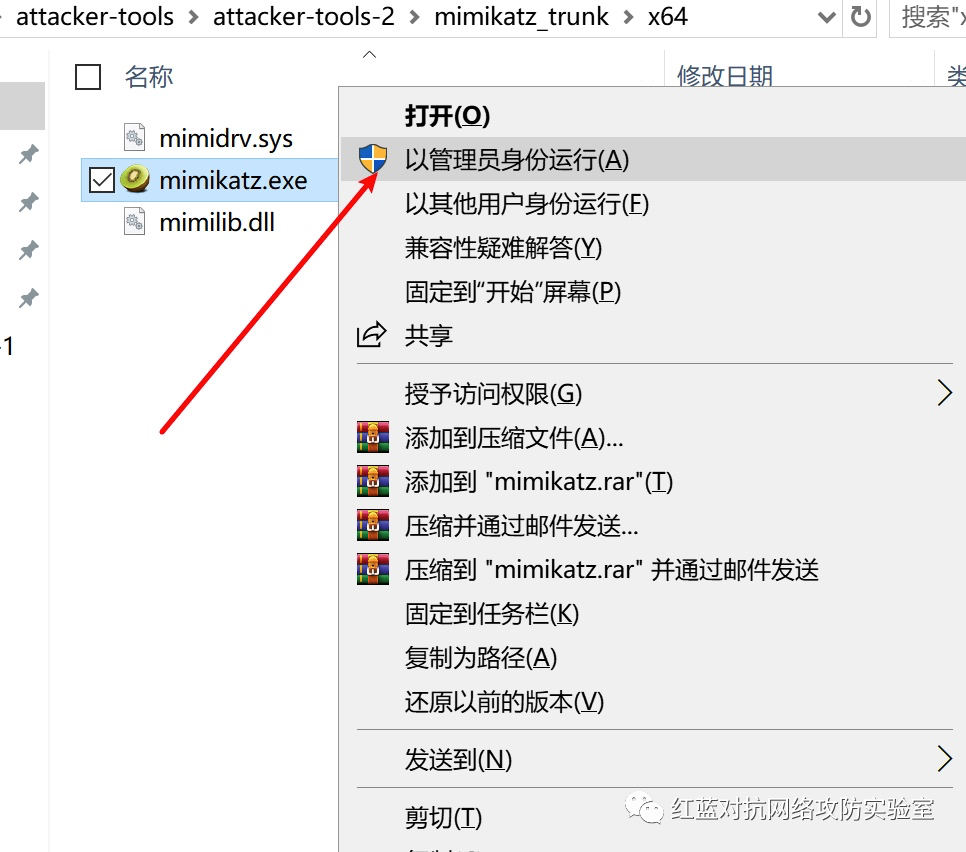 attacker-tools > attacker-tools-2 > mimikatz_trunk > x64
搜索"x
名称 修改日期 类
mimidrv.sys
mimikatz.exe
mimilib.dll
-1
打开(O)
以管理员身份运行(A)
以其他用户身份运行(F)
兼容性疑难解答(Y)
固定到“开始”屏幕(P)
共享
授予访问权限(G)
添加到压缩文件(A)...
添加到 "mimikatz.rar"(T)
压缩并通过邮件发送...
压缩到 "mimikatz.rar" 并通过邮件发送
固定到任务栏(K)
复制为路径(A)
还原以前的版本(V)
发送到(N)
剪切(T)
红蓝对抗网络攻防实验室